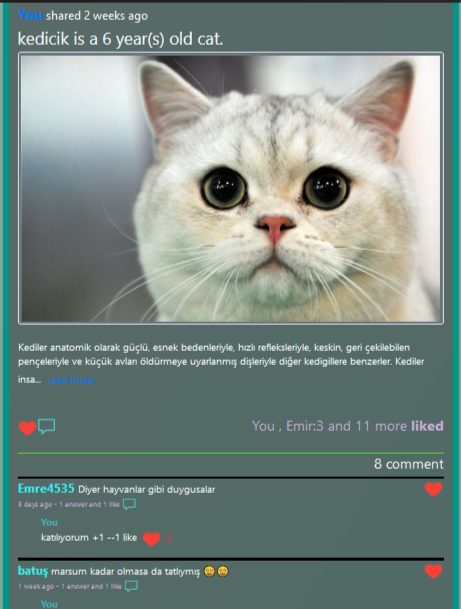 You shared 2 weeks ago
kedicik is a 6 year(s) old cat.
Kediler anatomik olarak güçlü, esnek bedenleriyle, hızlı refleksleriyle, keskin, geri çekilebilen
pençeleriyle ve küçük avları öldürmeye uyarlanmış dişleriyle diğer kedigillere benzerler. Kediler
insa... read more
You , Emir:3 and 11 more liked
8 comment
Emre4535 Diyer hayvanlar gibi duygusalar
5 days ago - 1 answer and 1 like
You
katılıyorum +1 --1 like x
batuş marsum kadar olmasa da tatlıymış 😄😄
1 week ago - 1 answer and 1 like
You